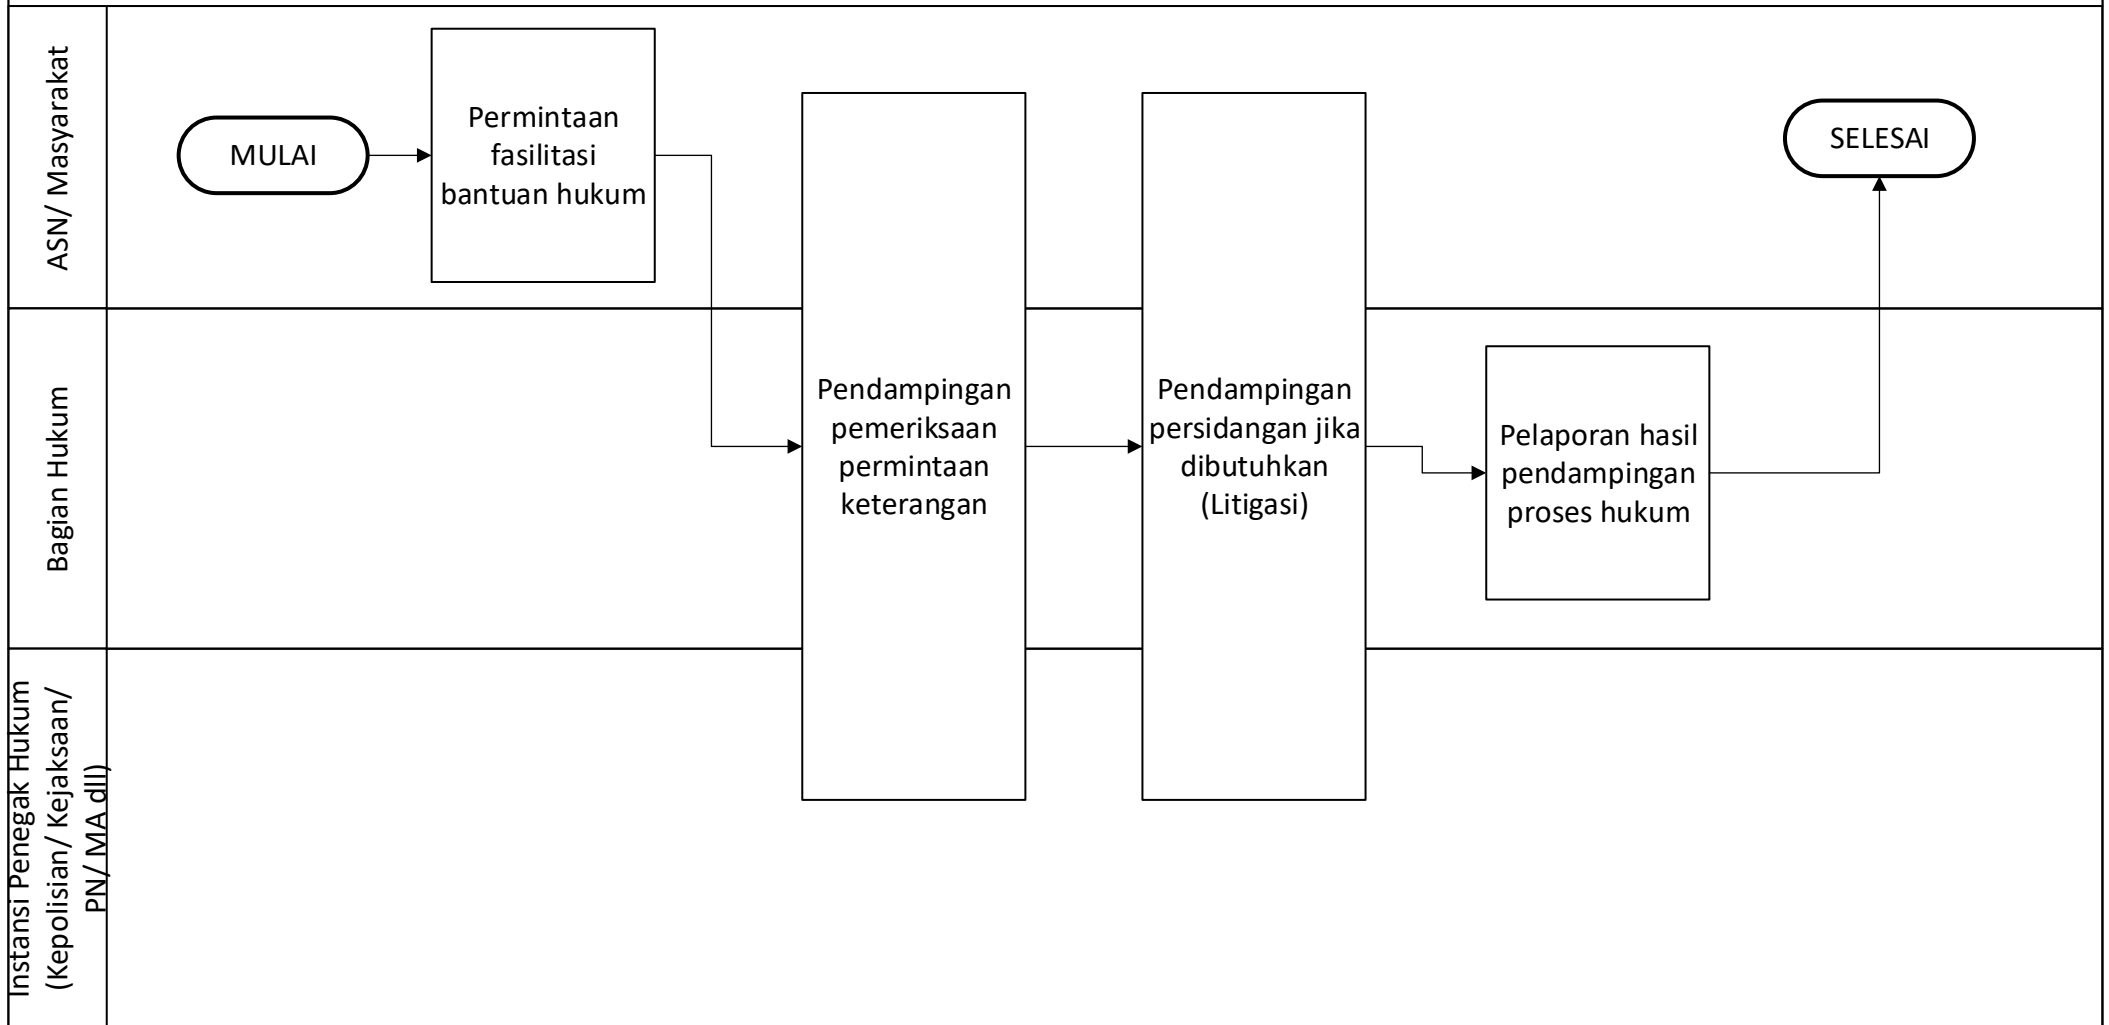 ASN/ Masyarakat
MULAI
Permintaan
fasilitasi
bantuan hukum
SELESAI
Bagian Hukum
Pendampingan
pemeriksaan
permintaan
keterangan
Pendampingan
persidangan jika
dibutuhkan
(Litigasi)
Pelaporan hasil
pendampingan
proses hukum
Instansi Penegak Hukum
(Kepolisian/ Kejaksaan/
PN/ MA dll)